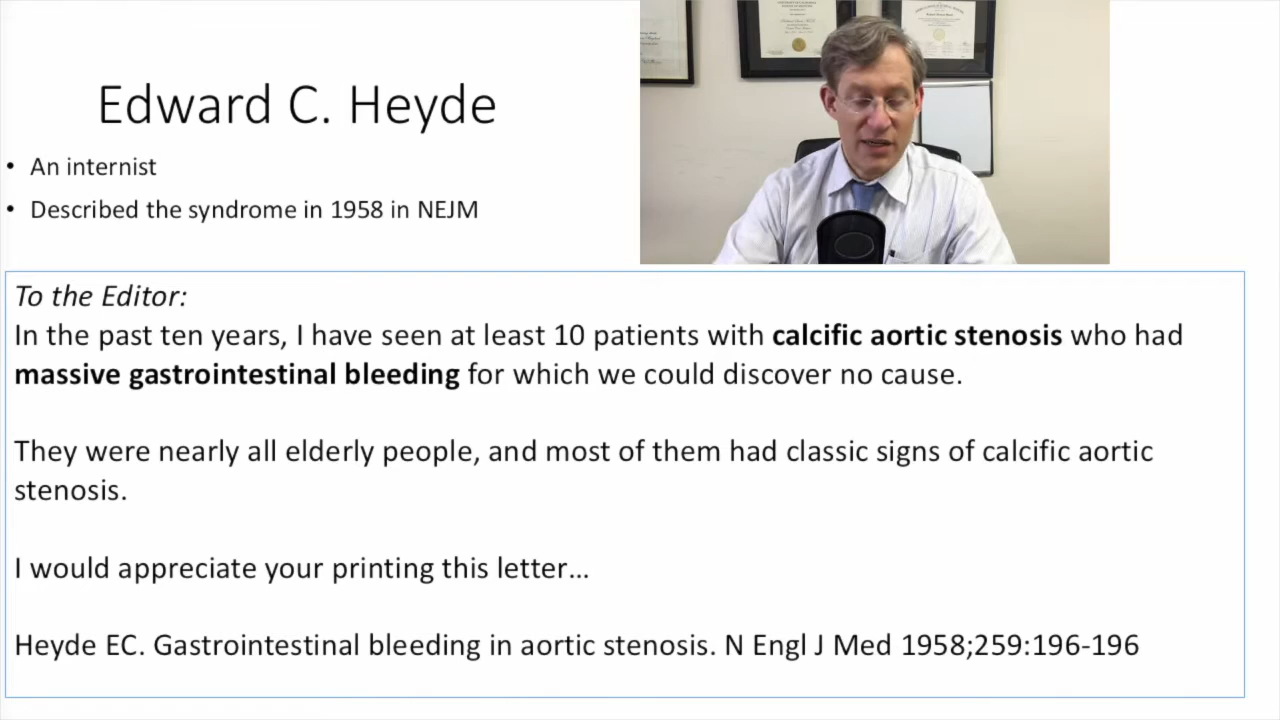 Edward C. Heyde
• An internist
• Described the syndrome in 1958 in NEJM
To the Editor:
In the past ten years, I have seen at least 10 patients with calcific aortic stenosis who had
massive gastrointestinal bleeding for which we could discover no cause.
They were nearly all elderly people, and most of them had classic signs of calcific aortic
stenosis.
I would appreciate your printing this letter…
Heyde EC. Gastrointestinal bleeding in aortic stenosis. N Engl J Med 1958;259:196-196